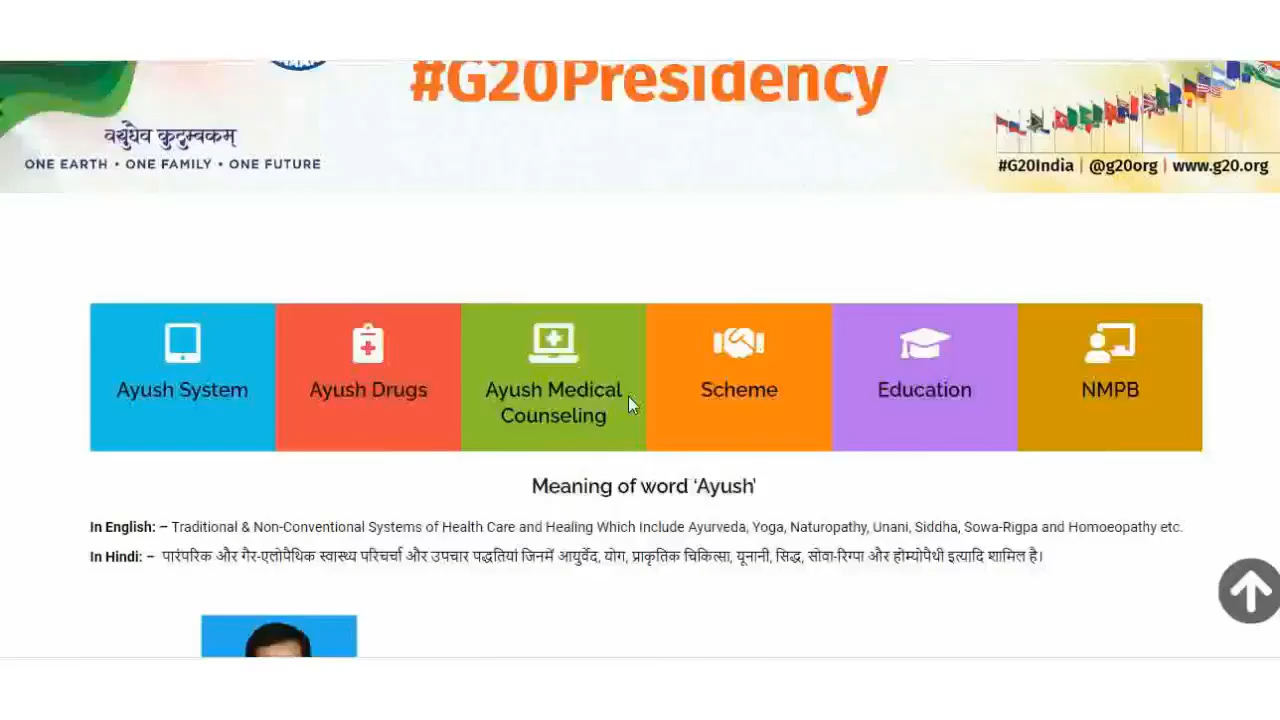 #G20Presidency
वसुधैव कुटुम्बकम्
ONE EARTH • ONE FAMILY • ONE FUTURE
#G20India | @g20org | www.g20.org
Ayush System
Ayush Drugs
Ayush Medical
Counseling
Scheme
Education
NMPB
Meaning of word ‘Ayush’
In English: – Traditional & Non-Conventional Systems of Health Care and Healing Which Include Ayurveda, Yoga, Naturopathy, Unani, Siddha, Sowa-Rigpa and Homoeopathy etc.
In Hindi: – पारंपरिक और गैर-एलोपैथिक स्वास्थ्य परिचर्चा और उपचार पद्धतियां जिनमें आयुर्वेद, योग, प्राकृतिक चिकित्सा, यूनानी, सिद्ध, सोवा-रिग्पा और होम्योपैथी इत्यादि शामिल है।